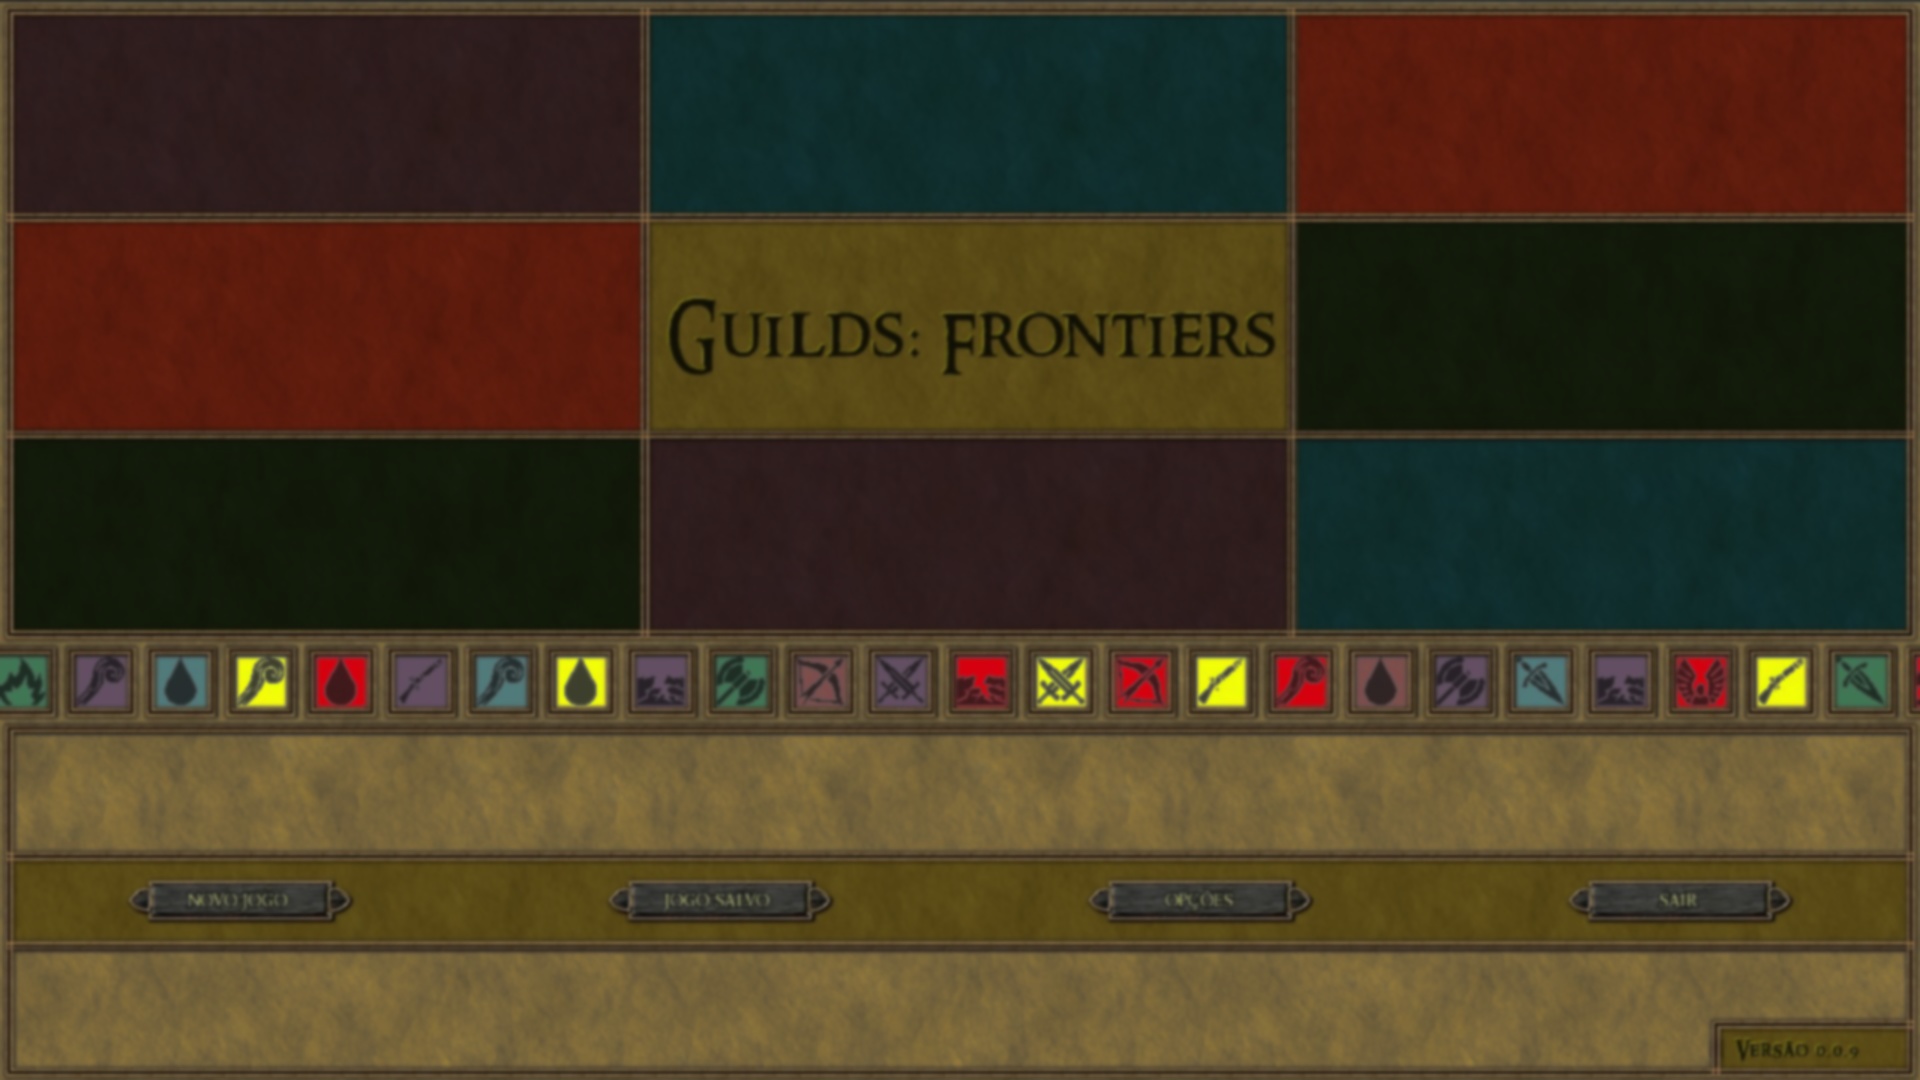 Guilds: Frontiers
NOVO JOGO
JOGO SALVO
OPÇÕES
SAIR
Versão 0.0.9